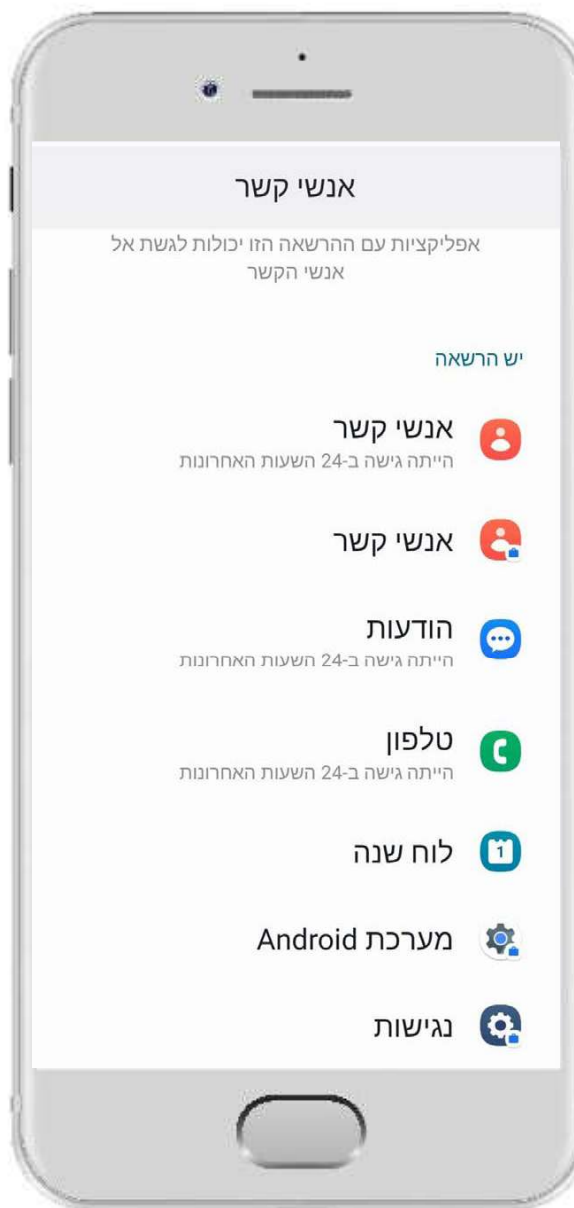 אנשי קשר
אפליקציות עם ההרשאה הזו יכולות לגשת אל
אנשי הקשר
יש הרשאה
אנשי קשר
הייתה גישה ב-24 השעות האחרונות
אנשי קשר
הודעות
הייתה גישה ב-24 השעות האחרונות
טלפון
הייתה גישה ב-24 השעות האחרונות
לוח שנה
1
מערכת Android
נגישות